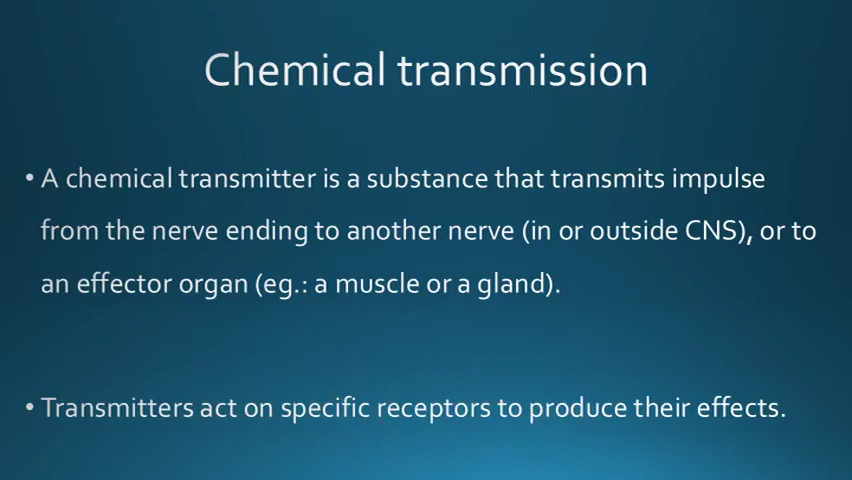 Chemical transmission
• A chemical transmitter is a substance that transmits impulse
from the nerve ending to another nerve (in or outside CNS), or to
an effector organ (eg.: a muscle or a gland).
• Transmitters act on specific receptors to produce their effects.